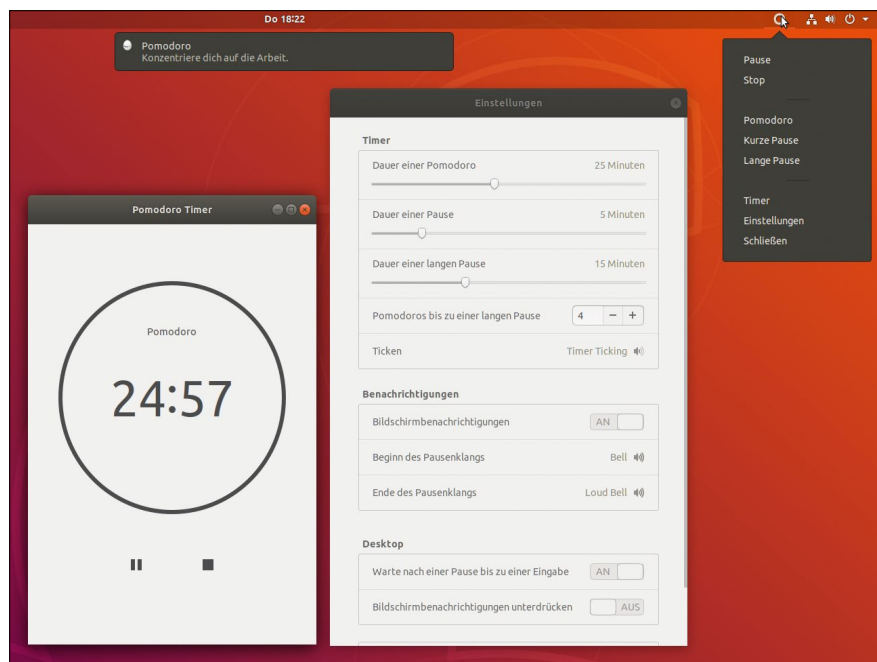 Do 18:22
Pomodoro
Konzentriere dich auf die Arbeit.
Pause
Stop
Pomodoro
Kurze Pause
Lange Pause
Timer
Einstellungen
Schließen
Einstellungen
Timer
Dauer einer Pomodoro 25 Minuten
Dauer einer Pause 5 Minuten
Dauer einer langen Pause 15 Minuten
Pomodoros bis zu einer langen Pause 4 − +
Ticken Timer Ticking
Benachrichtigungen
Bildschirmbenachrichtigungen AN
Beginn des Pausenklangs Bell
Ende des Pausenklangs Loud Bell
Desktop
Warte nach einer Pause bis zu einer Eingabe AN
Bildschirmbenachrichtigungen unterdrücken AUS
Pomodoro Timer
Pomodoro
24:57